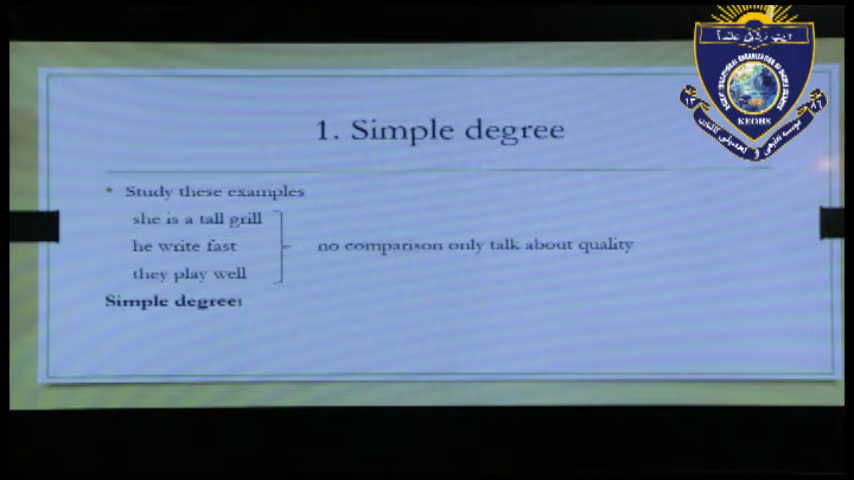 1. Simple degree
Study these examples
she is a tall grill
he write fast
they play well
no comparison only talk about quality
Simple degree:
KEOHS